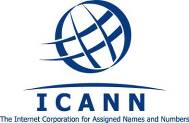 ICANN
The Internet Corporation for Assigned Names and Numbers